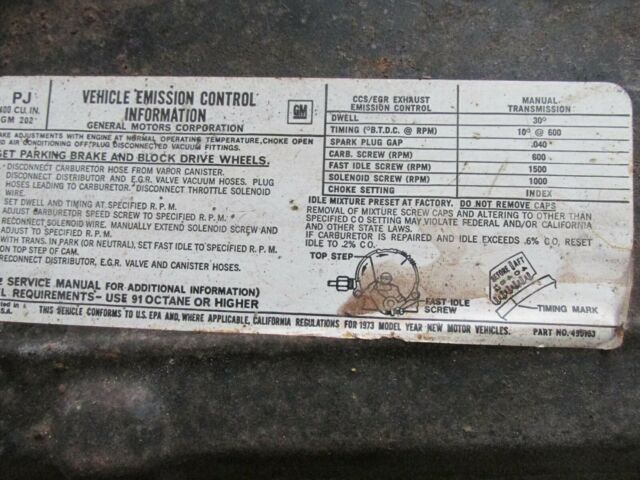 PJ
400 CU. IN.
GM 202
VEHICLE EMISSION CONTROL
INFORMATION
GENERAL MOTORS CORPORATION
GM
ADJUSTMENTS WITH ENGINE AT NORMAL OPERATING TEMPERATURE, CHOKE OPEN
AIR CONDITIONING OFF. PLUG DISCONNECTED VACUUM FITTINGS.
SET PARKING BRAKE AND BLOCK DRIVE WHEELS.
DISCONNECT CARBURETOR HOSE FROM VAPOR CANISTER.
DISCONNECT DISTRIBUTOR AND E.G.R. VALVE VACUUM HOSES. PLUG
HOSES LEADING TO CARBURETOR. DISCONNECT THROTTLE SOLENOID
WIRE.
SET DWELL AND TIMING AT SPECIFIED R.P.M.
ADJUST CARBURETOR SPEED SCREW TO SPECIFIED R.P.M.
RECONNECT SOLENOID WIRE. MANUALLY EXTEND SOLENOID SCREW AND
ADJUST SOLENOID SCREW TO SPECIFIED R.P.M.
WITH TRANS. IN PARK (OR NEUTRAL), SET FAST IDLE TO SPECIFIED R.P.M.
ON TOP STEP OF CAM.
RECONNECT DISTRIBUTOR, E.G.R. VALVE AND CANISTER HOSES.
SERVICE MANUAL FOR ADDITIONAL INFORMATION)
REQUIREMENTS- USE 91 OCTANE OR HIGHER
CCS/EGR EXHAUST EMISSION CONTROL MANUAL TRANSMISSION
DWELL 30°
TIMING (°B.T.D.C. @ RPM) 10° @ 600
SPARK PLUG GAP .040
CARB. SCREW (RPM) 600
FAST IDLE SCREW (RPM) 1500
SOLENOID SCREW (RPM) 1000
CHOKE SETTING INDEX
IDLE MIXTURE PRESET AT FACTORY. DO NOT REMOVE CAPS
REMOVAL OF MIXTURE SCREW CAPS AND ALTERING TO OTHER THAN
SPECIFIED CO SETTING MAY VIOLATE FEDERAL AND/OR CALIFORNIA
AND OTHER STATE LAWS.
IF CARBURETOR IS REPAIRED AND IDLE EXCEEDS .6% C.O. RESET
IDLE TO .2% C.O.
TOP STEP
FAST IDLE
SCREW
BEFORE AFT
TIMING MARK
THIS VEHICLE CONFORMS TO U.S. EPA AND, WHERE APPLICABLE, CALIFORNIA REGULATIONS FOR 1973 MODEL YEAR NEW MOTOR VEHICLES.
PART NO.